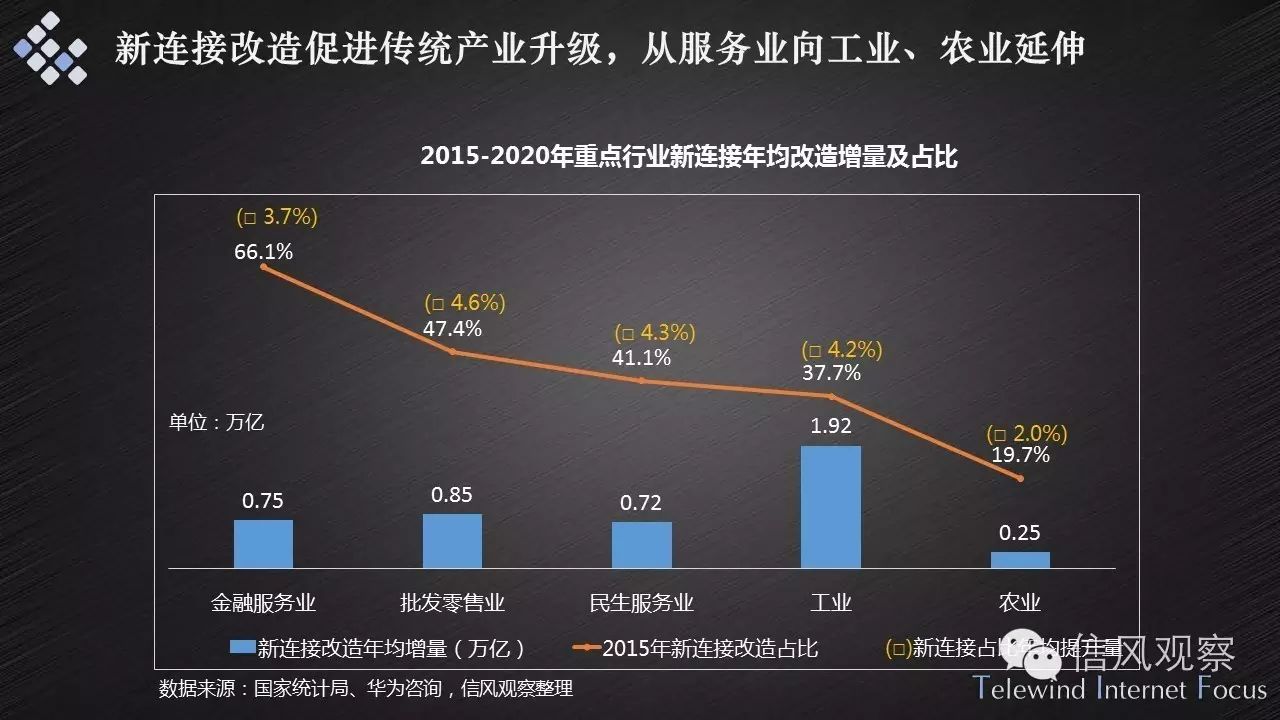 新连接改造促进传统产业升级，从服务业向工业、农业延伸
2015-2020年重点行业新连接年均改造增量及占比
(□ 3.7%)
66.1%
(□ 4.6%)
47.4%
(□ 4.3%)
41.1%
(□ 4.2%)
37.7%
(□ 2.0%)
19.7%
单位：万亿
0.75
0.85
0.72
1.92
0.25
金融服务业
批发零售业
民生服务业
工业
农业
新连接改造年均增量（万亿）
2015年新连接改造占比
(□)新连接占比年均提升量
信风观察
数据来源：国家统计局、华为咨询，信风观察整理
Telewind Internet Focus